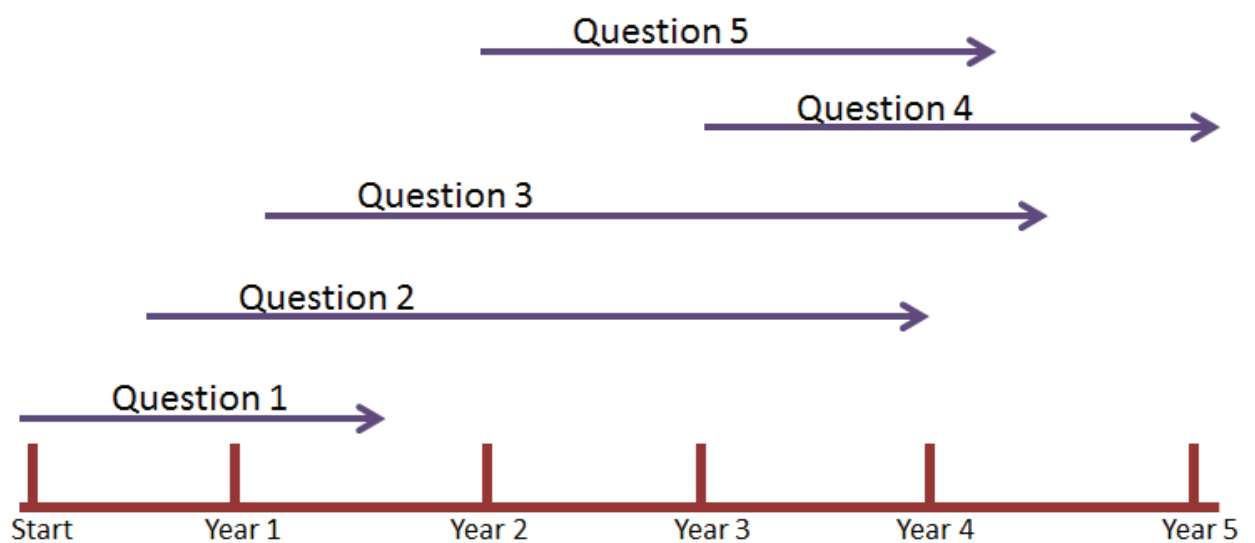 Question 5
Question 4
Question 3
Question 2
Question 1
Start Year 1 Year 2 Year 3 Year 4 Year 5